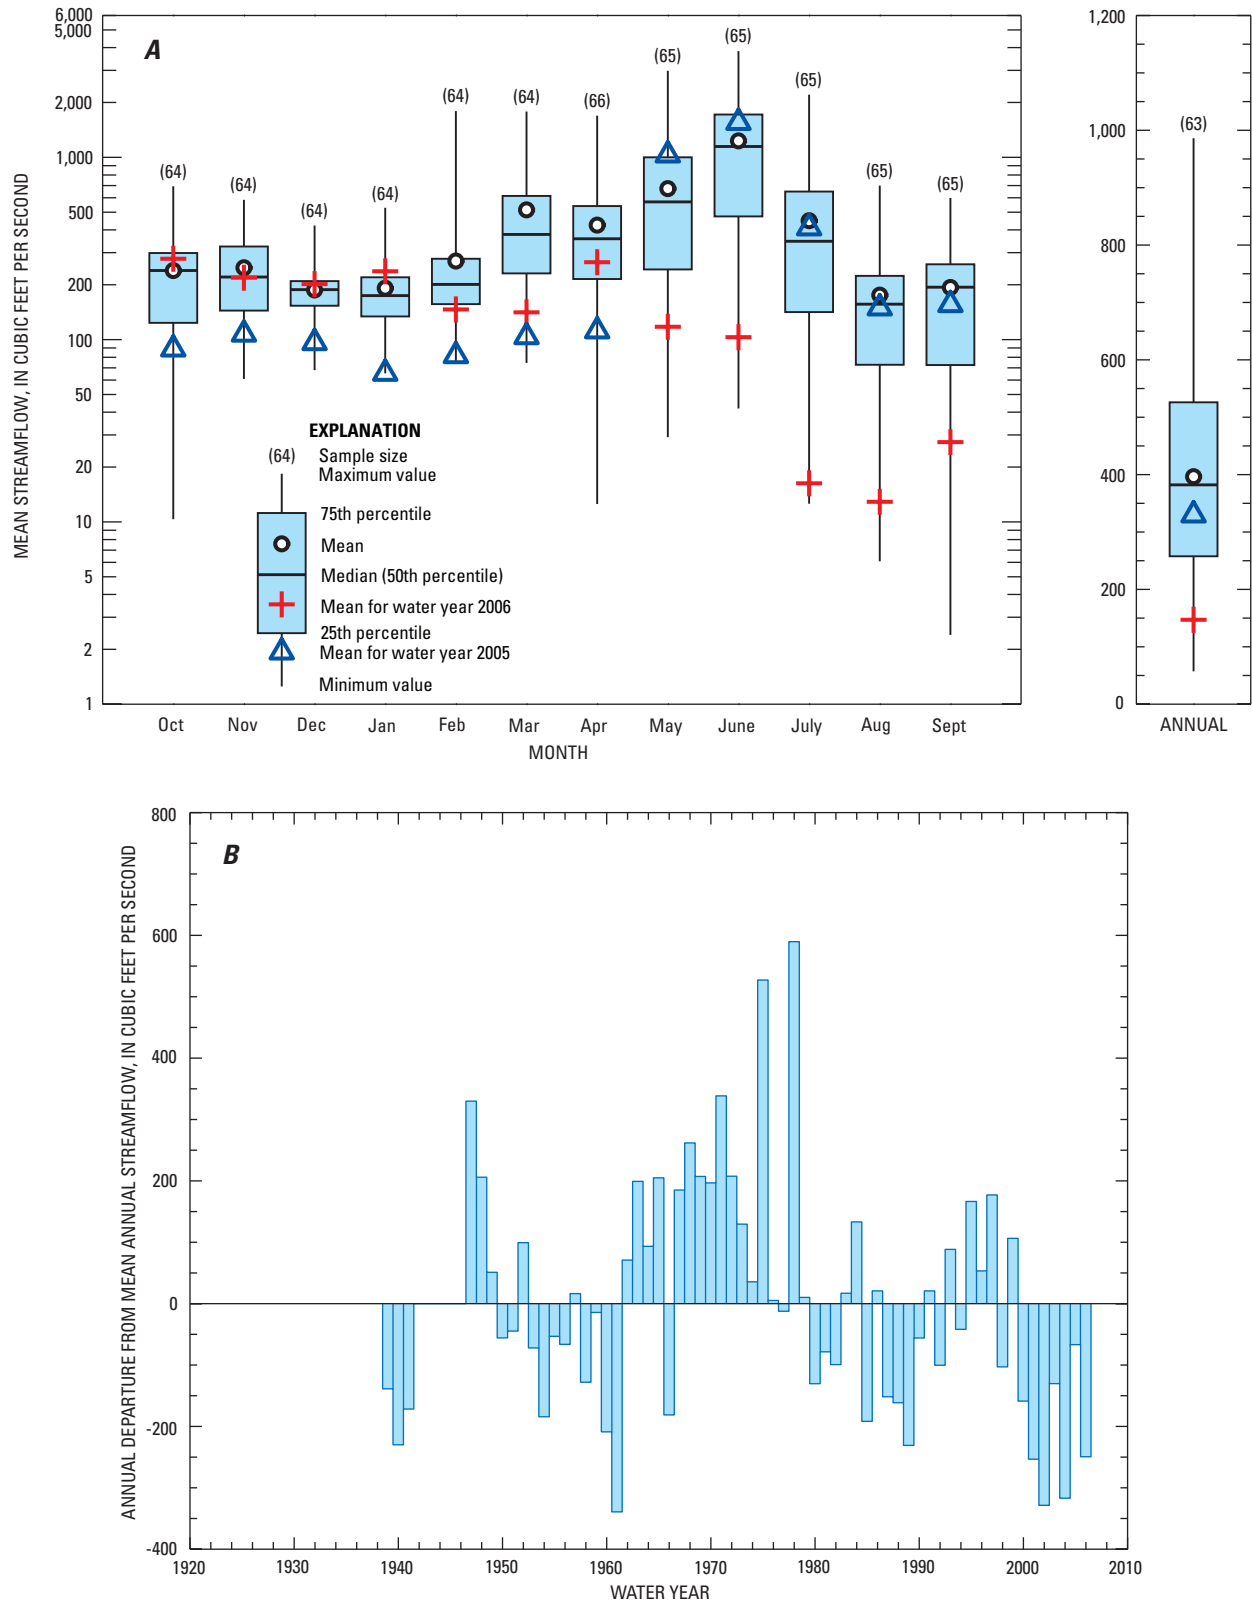 A
MEAN STREAMFLOW, IN CUBIC FEET PER SECOND
6,000
5,000
2,000
1,000
500
200
100
50
20
10
5
2
1
(64)
(64)
(64)
(64)
(64)
(64)
(66)
(65)
(65)
(65)
(65)
(65)
EXPLANATION
(64) Sample size
Maximum value
75th percentile
Mean
Median (50th percentile)
Mean for water year 2006
25th percentile
Mean for water year 2005
Minimum value
Oct Nov Dec Jan Feb Mar Apr May June July Aug Sept
MONTH
1,200
1,000
800
600
400
200
0
(63)
ANNUAL
B
ANNUAL DEPARTURE FROM MEAN ANNUAL STREAMFLOW, IN CUBIC FEET PER SECOND
800
600
400
200
0
-200
-400
1920 1930 1940 1950 1960 1970 1980 1990 2000 2010
WATER YEAR